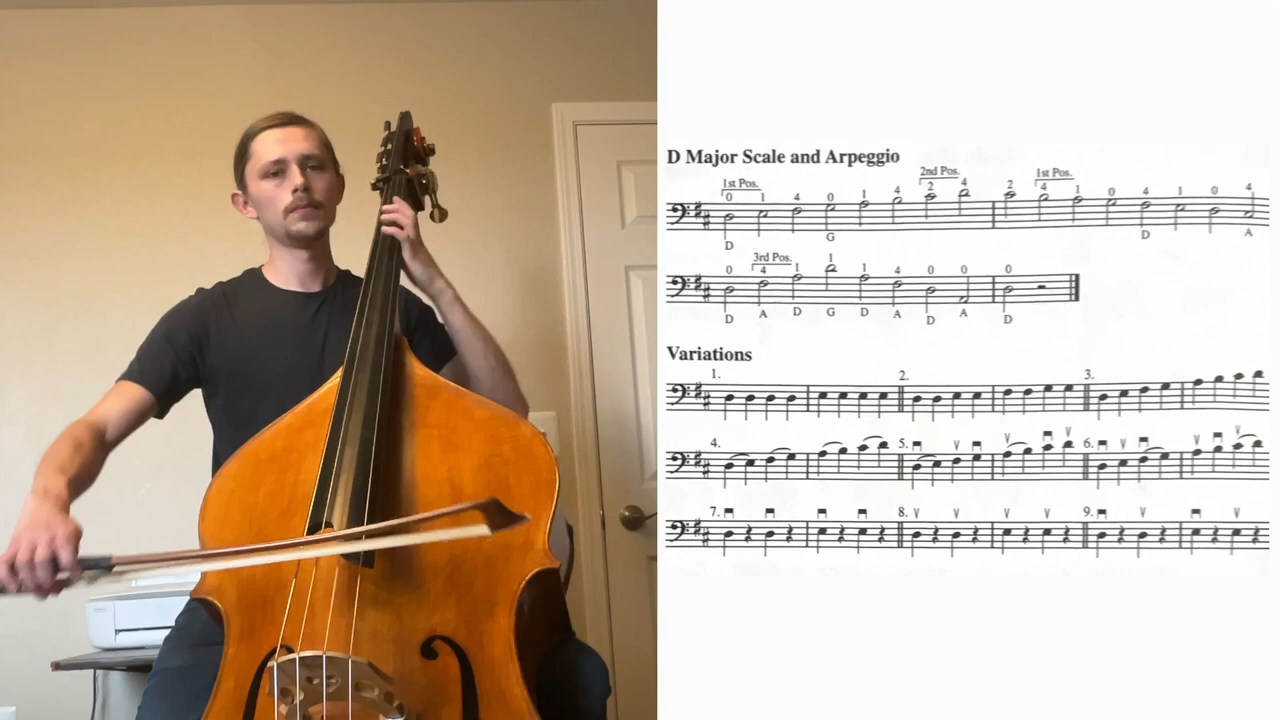 D Major Scale and Arpeggio
1st Pos. 2nd Pos. 1st Pos.
0 1 4 0 1 4 2 4 2 4 1 0 4 1 0 4
D G D A
3rd Pos.
0 4 1 1 1 4 0 0 0
D A D G D A D A D
Variations
1. 2. 3.
4. 5. 6.
7. 8. 9.